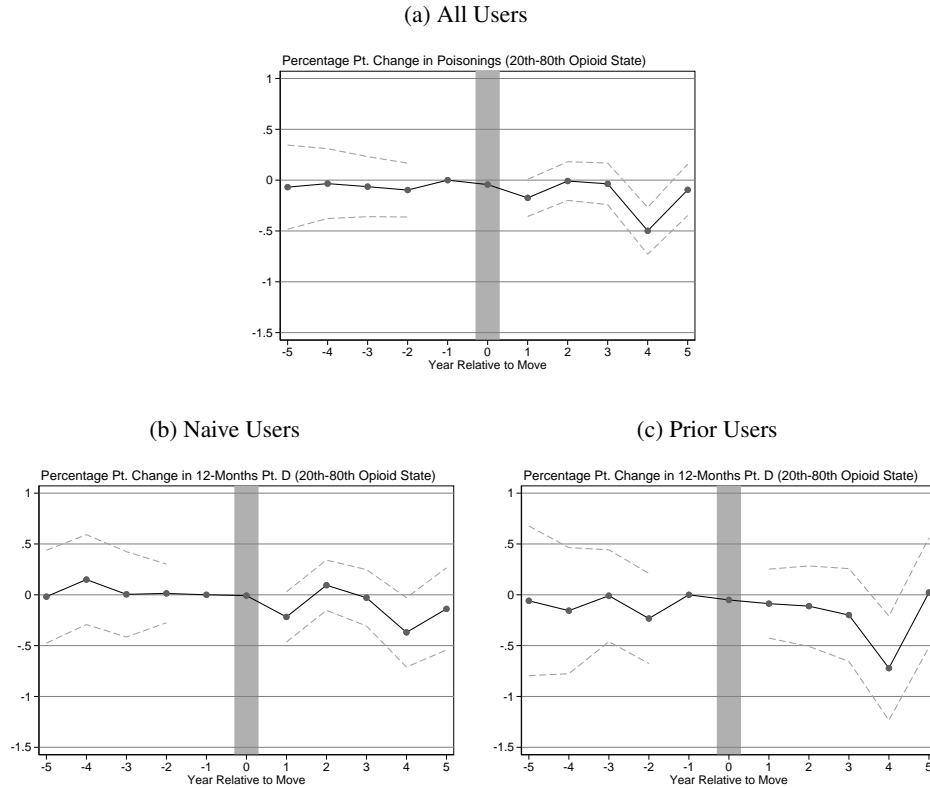 (a) All Users
Percentage Pt. Change in Poisonings (20th-80th Opioid State)
1
.5
0
-.5
-1
-1.5
-5 -4 -3 -2 -1 0 1 2 3 4 5
Year Relative to Move
(b) Naive Users
Percentage Pt. Change in 12-Months Pt. D (20th-80th Opioid State)
1
.5
0
-.5
-1
-1.5
-5 -4 -3 -2 -1 0 1 2 3 4 5
Year Relative to Move
(c) Prior Users
Percentage Pt. Change in 12-Months Pt. D (20th-80th Opioid State)
1
.5
0
-.5
-1
-1.5
-5 -4 -3 -2 -1 0 1 2 3 4 5
Year Relative to Move